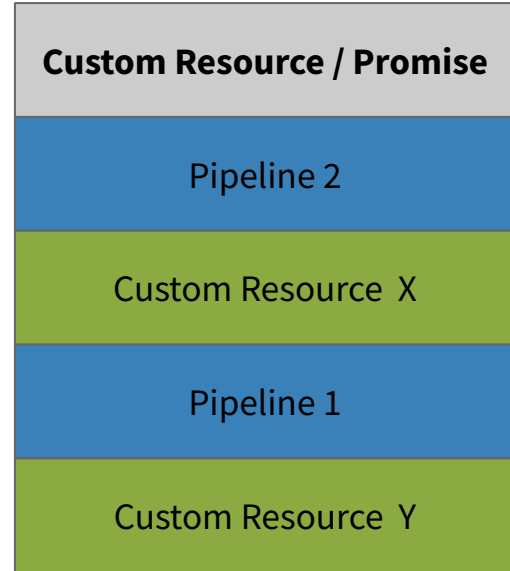 Custom Resource / Promise
Pipeline 2
Custom Resource X
Pipeline 1
Custom Resource Y